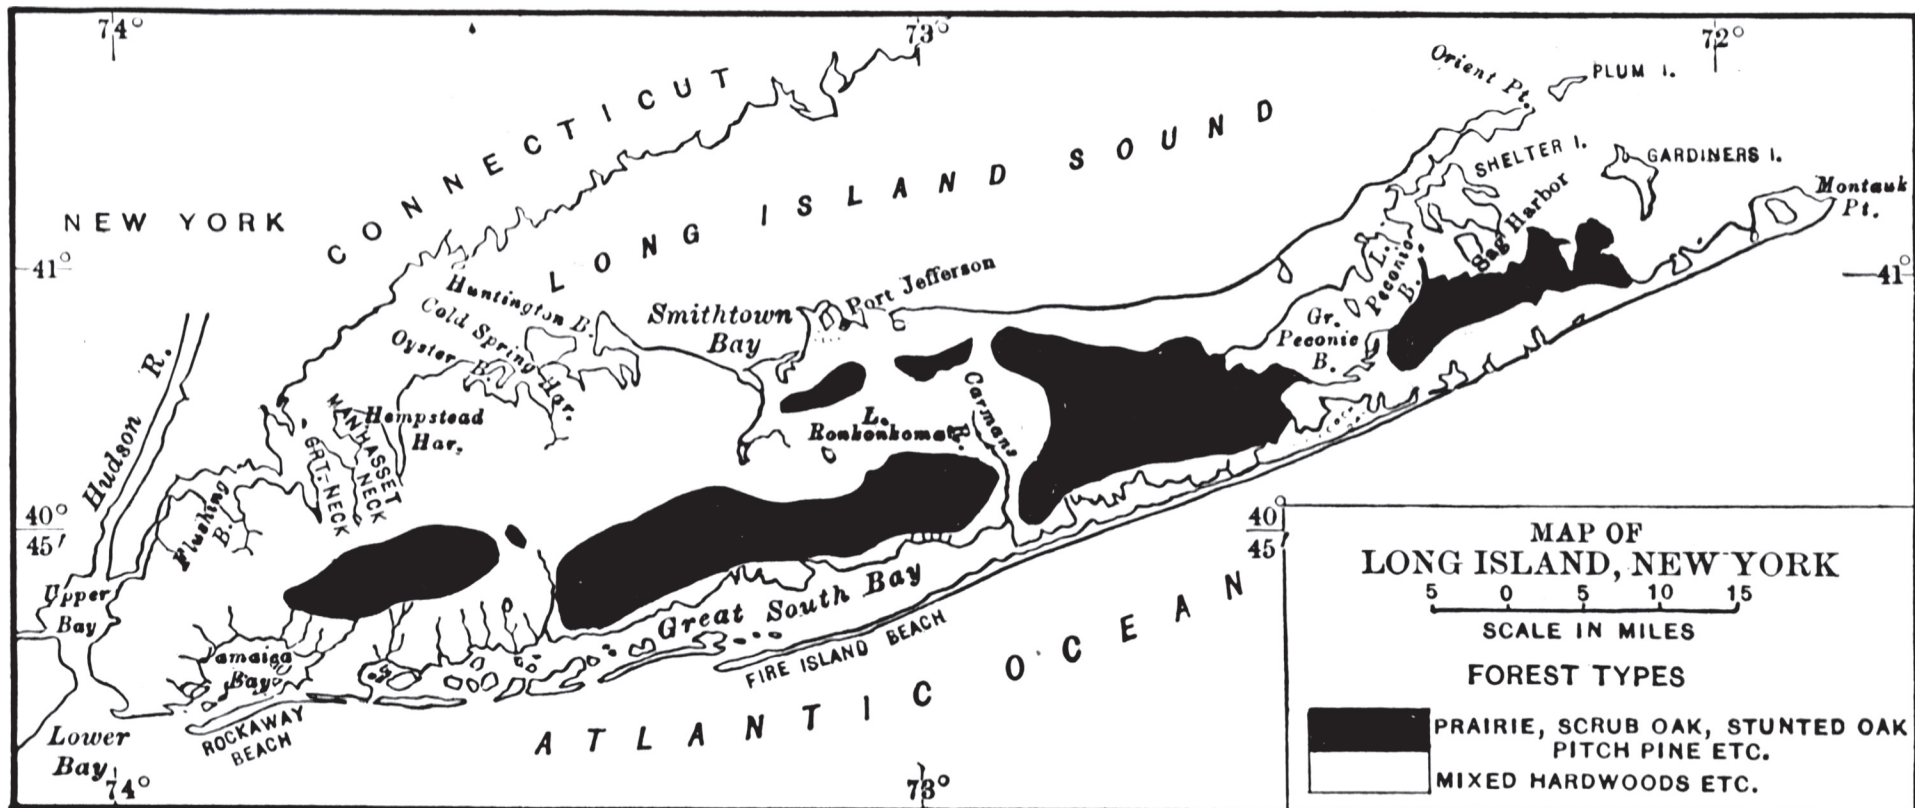 74°
73°
72°
Orient Pt.
PLUM I.
CONNECTICUT
LONG ISLAND SOUND
SHELTER I.
GARDINERS I.
Montauk
Pt.
NEW YORK
Sag Harbor
41°
41°
L.
Peconic
B.
Huntington B.
Cold Spring Har.
Oyster
B.
Smithtown
Bay
Port Jefferson
Gr.
Peconic
B.
Hudson R.
MANHASSET
NECK
GRT-NECK
Hempstead
Har.
L.
Ronkonkoma
Carmans
R.
Flushing
B.
40°
45'
40°
45'
Upper
Bay
Great South Bay
FIRE ISLAND BEACH
Jamaica
Bay
ROCKAWAY
BEACH
ATLANTIC OCEAN
Lower
Bay
74°
73°
MAP OF
LONG ISLAND, NEW YORK
5 0 5 10 15
SCALE IN MILES
FOREST TYPES
PRAIRIE, SCRUB OAK, STUNTED OAK
PITCH PINE ETC.
MIXED HARDWOODS ETC.